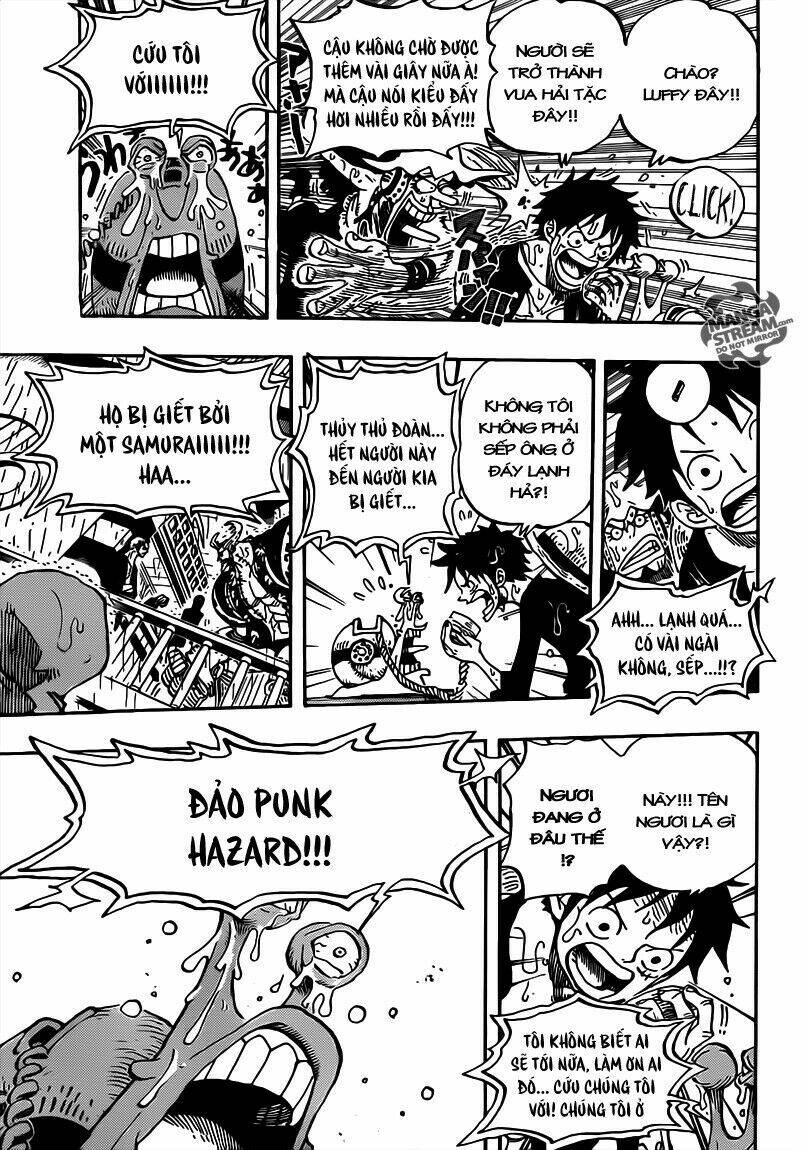 CHÀO?
LUFFY ĐÂY!!
NGƯỜI SẼ
TRỞ THÀNH
VUA HẢI TẶC
ĐÂY!!
CẬU KHÔNG CHỜ ĐƯỢC
THÊM VÀI GIÂY NỮA À!
MÀ CẬU NÓI KIỂU ĐẤY
HƠI NHIỀU RỒI ĐẤY!!!
CLICK!
CỨU TÔI
VỚIIIIIII!!!
MANGA
STREAM.com
DO NOT MIRROR
!
AHH... LẠNH QUÁ...
CÓ VÀI NGÀI
KHÔNG, SẾP...!!?
KHÔNG, TÔI
KHÔNG PHẢI
SẾP ÔNG, Ở
ĐÁY LẠNH
HẢ?!
THỦY THỦ ĐOÀN...
HẾT NGƯỜI NÀY
ĐẾN NGƯỜI KIA
BỊ GIẾT...
HỌ BỊ GIẾT BỞI
MỘT SAMURAIIIII!!!
HAA...
NÀY!!! TÊN
NGƯƠI LÀ GÌ
VẬY?!
NGƯƠI
ĐANG Ở
ĐÂU THẾ
!?
TÔI KHÔNG BIẾT AI
SẼ TỚI NỮA, LÀM ƠN AI
ĐÓ... CỨU CHÚNG TÔI
VỚI! CHÚNG TÔI Ở
ĐẢO PUNK
HAZARD!!!